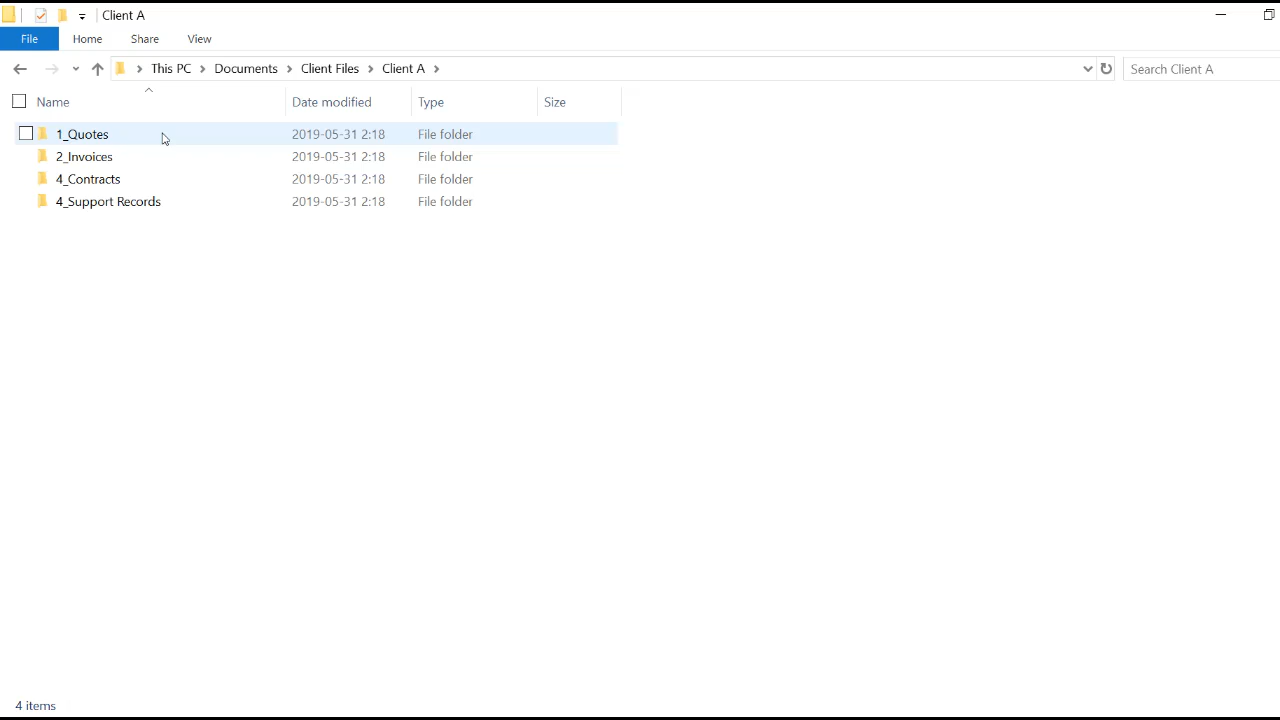 Client A
File Home Share View
This PC Documents Client Files Client A Search Client A
Name Date modified Type Size
1_Quotes 2019-05-31 2:18 File folder
2_Invoices 2019-05-31 2:18 File folder
4_Contracts 2019-05-31 2:18 File folder
4_Support Records 2019-05-31 2:18 File folder
4 items